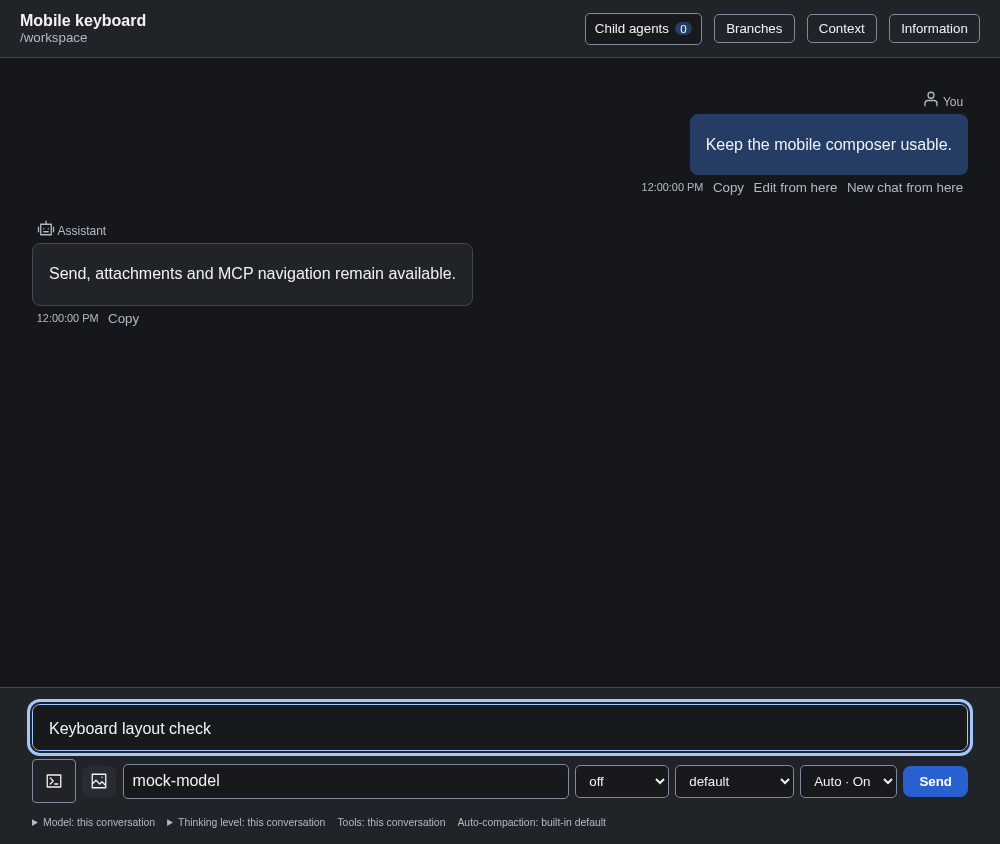 Mobile keyboard
/workspace
Child agents 0 Branches Context Information
You
Keep the mobile composer usable.
12:00:00 PM Copy Edit from here New chat from here
Assistant
Send, attachments and MCP navigation remain available.
12:00:00 PM Copy
Keyboard layout check
mock-model off default Auto · On Send
Model: this conversation Thinking level: this conversation Tools: this conversation Auto-compaction: built-in default